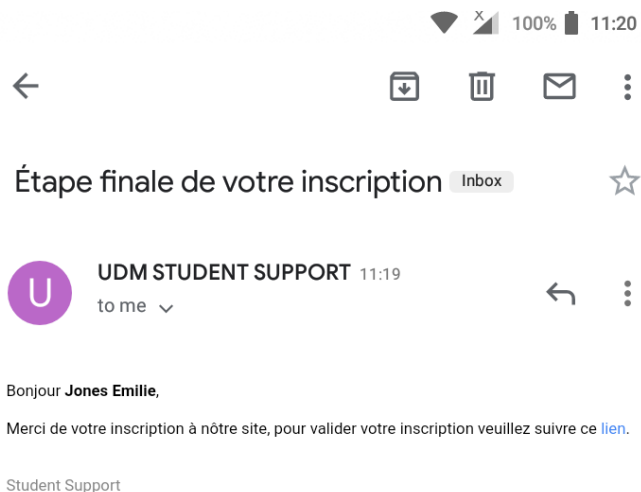 100% 11:20
Étape finale de votre inscription Inbox
U
UDM STUDENT SUPPORT 11:19
to me
Bonjour Jones Emilie,
Merci de votre inscription à nôtre site, pour valider votre inscription veuillez suivre ce lien.
Student Support